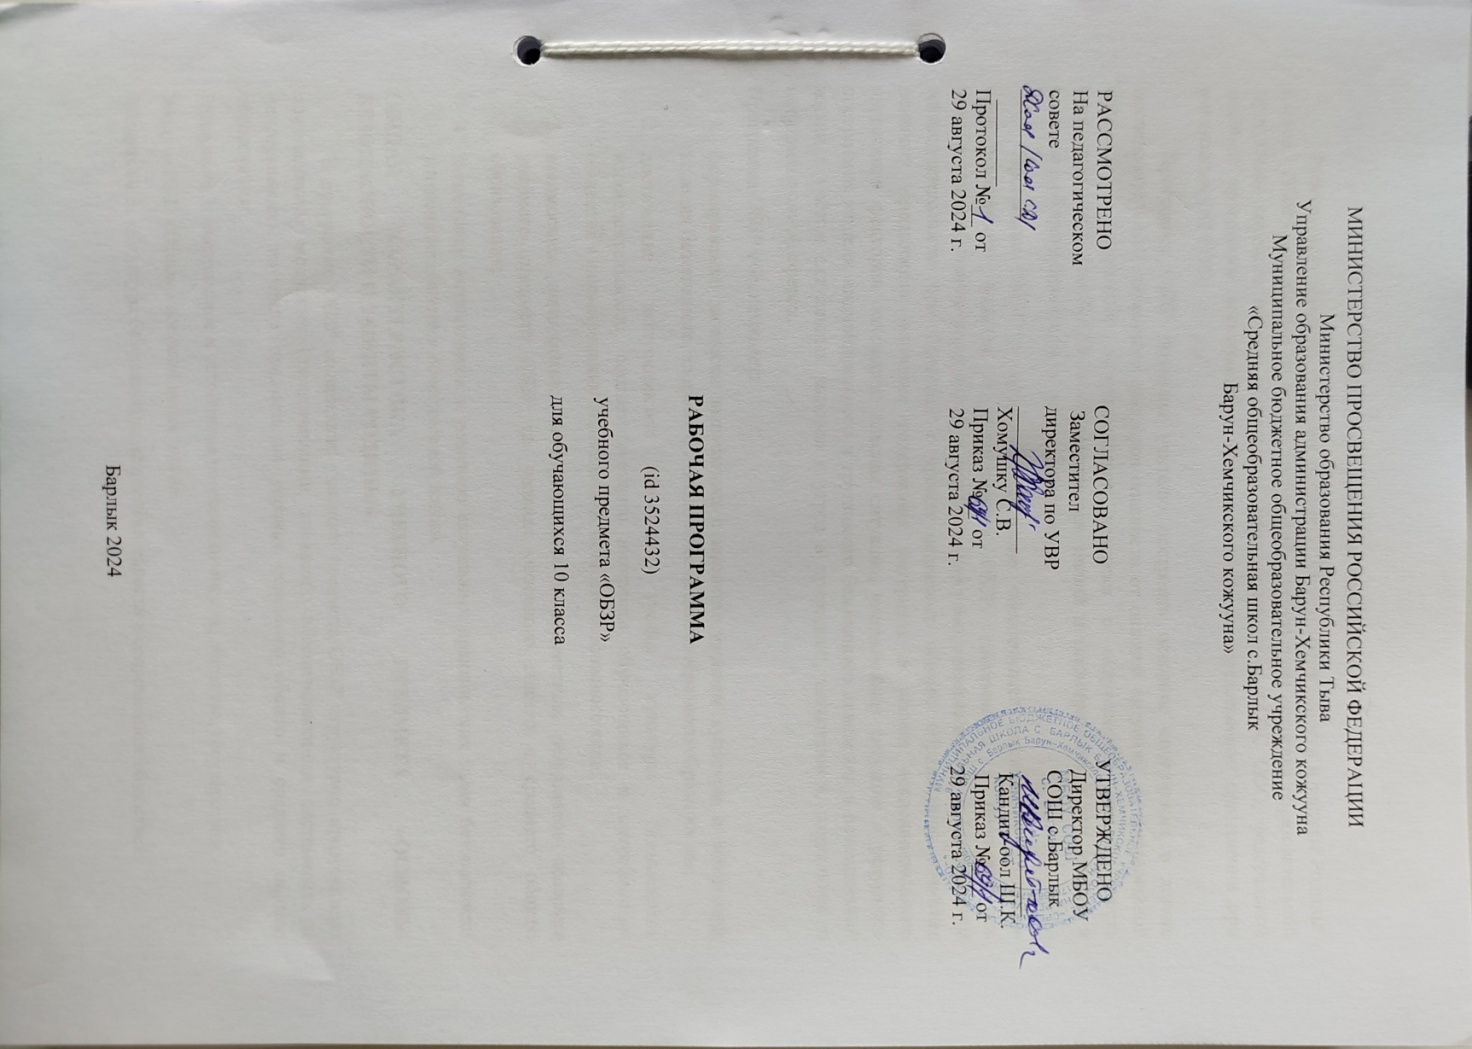 МИНИСТЕРСТВО ПРОСВЕЩЕНИЯ РОССИЙСКОЙ ФЕДЕРАЦИИ
Министерство образования Республики Тыва
Управление образования администрации Барун-Хемчикского кожууна
Муниципальное бюджетное общеобразовательное учреждение
«Средняя общеобразовательная школ с.Барлык
Барун-Хемчикского кожууна»
РАССМОТРЕНО
На педагогическом
совете
Протокол №1 от
29 августа 2024 г.
СОГЛАСОВАНО
Заместител
директора по УВР
Хомушку С.В.
Приказ № от
29 августа 2024 г.
УТВЕРЖДЕНО
Директор МБОУ
СОШ с.Барлык
Кандит-оол Ш.К.
Приказ № от
29 августа 2024 г.
РАБОЧАЯ ПРОГРАММА
(id 3524432)
учебного предмета «ОБЗР»
для обучающихся 10 класса
Барлык 2024